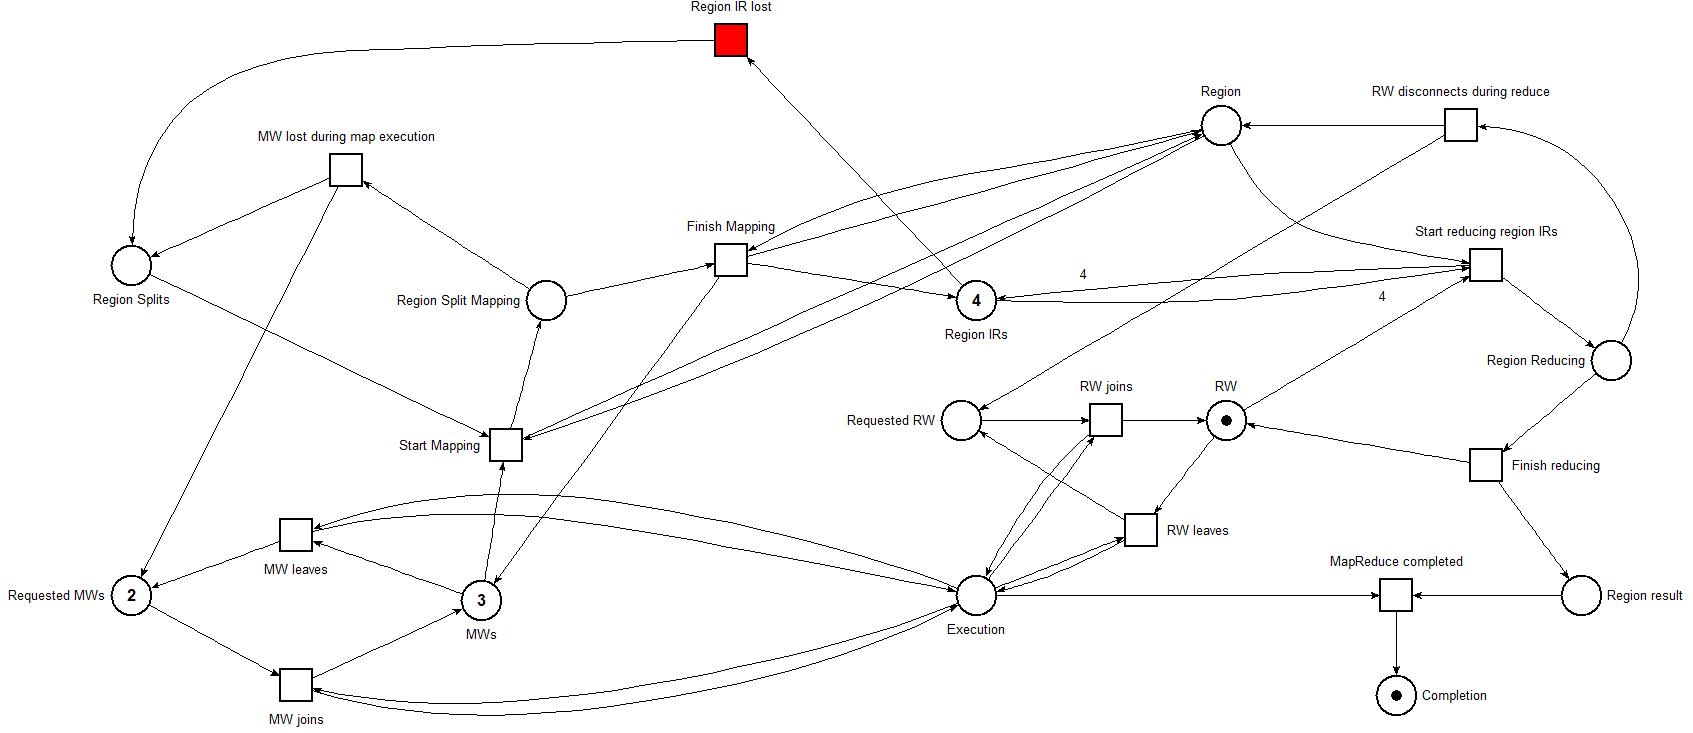 Region IR lost
Region
RW disconnects during reduce
MW lost during map execution
Finish Mapping
Start reducing region IRs
4
4
Region Splits
Region Split Mapping
4
Region IRs
Region Reducing
RW joins
RW
Requested RW
Start Mapping
Finish reducing
RW leaves
MW leaves
MapReduce completed
Requested MWs
2
3
MWs
Execution
Region result
MW joins
Completion